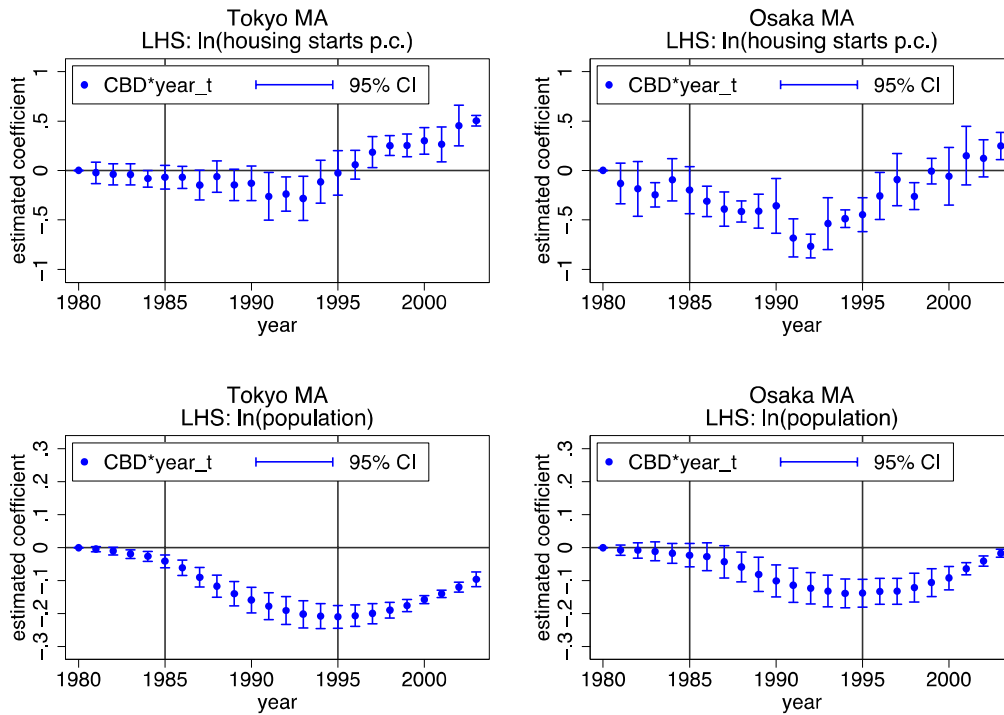 Tokyo MA
LHS: ln(housing starts p.c.)
CBD*year_t 95% CI
estimated coefficient
1
.5
0
-.5
-1
1980 1985 1990 1995 2000
year
Osaka MA
LHS: ln(housing starts p.c.)
CBD*year_t 95% CI
estimated coefficient
1
.5
0
-.5
-1
1980 1985 1990 1995 2000
year
Tokyo MA
LHS: ln(population)
CBD*year_t 95% CI
estimated coefficient
.3
.2
.1
0
-.1
-.2
-.3
1980 1985 1990 1995 2000
year
Osaka MA
LHS: ln(population)
CBD*year_t 95% CI
estimated coefficient
.3
.2
.1
0
-.1
-.2
-.3
1980 1985 1990 1995 2000
year